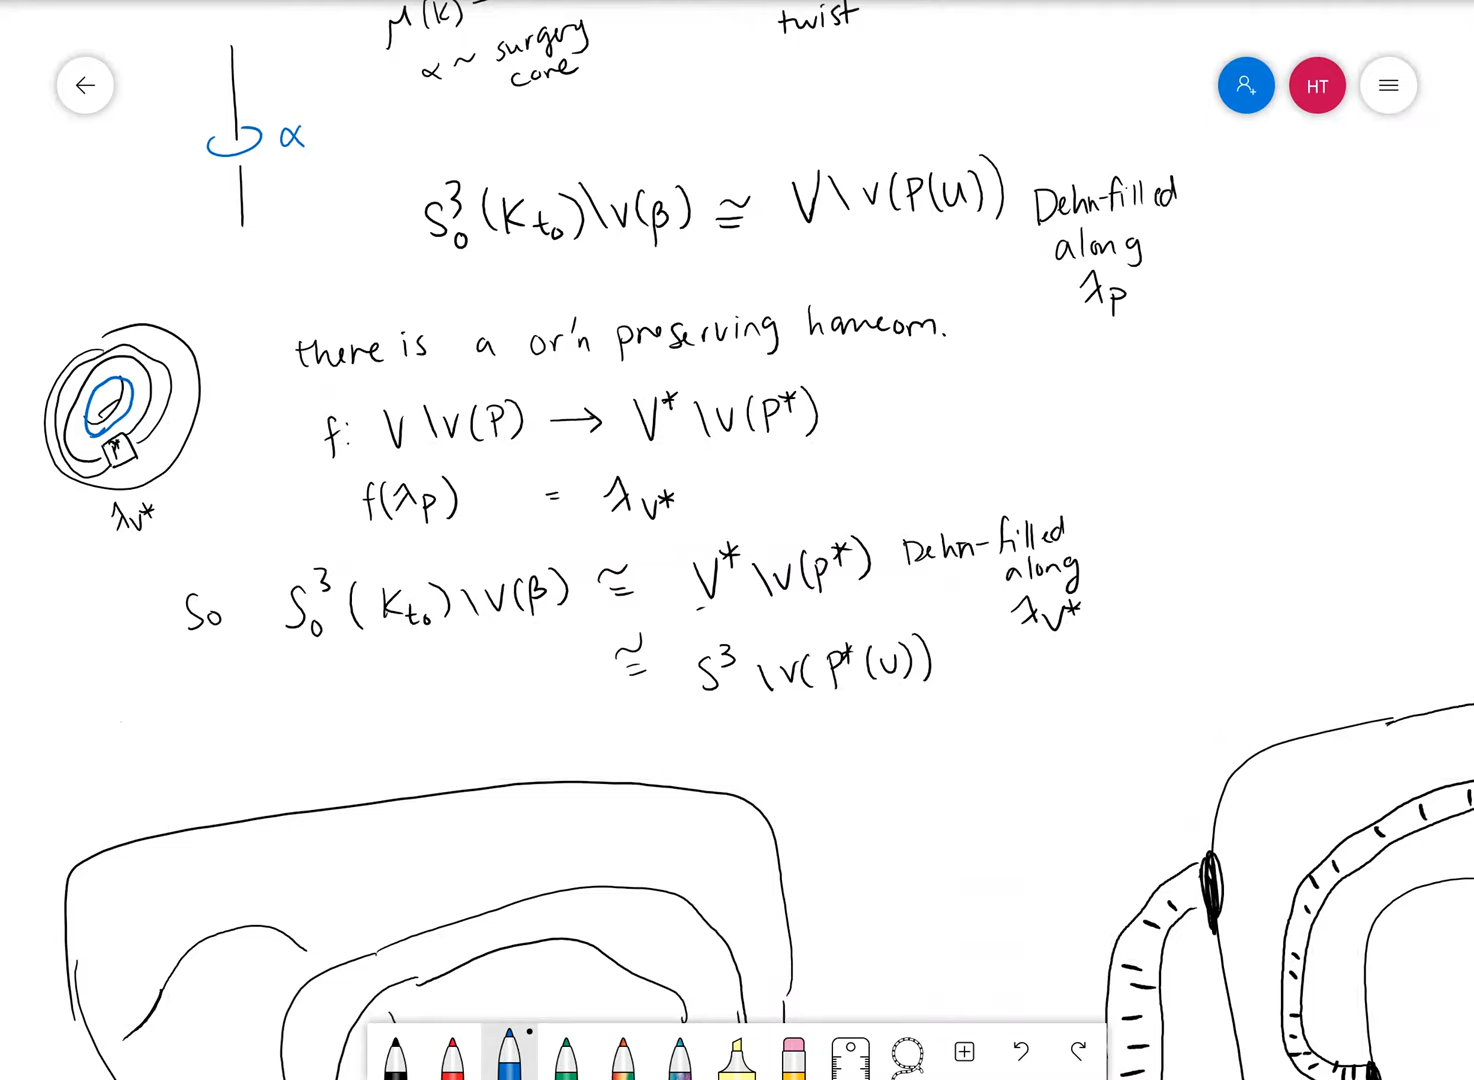 μ(K)
twist
α ~ surgery
core
HT
α
S³₀(K_{t₀})\ν(β) ≅ V\ν(P(U)) Dehn-filled
along
λ_P
there is a or'n preserving homeom.
f: V\ν(P) → V*\ν(P*)
f(λ_P) = λ_{V*}
P*
λ_{V*}
So S³₀(K_{t₀})\ν(β) ≅ V*\ν(P*) Dehn-filled
along
λ_{V*}
≅ S³\ν(P*(U))